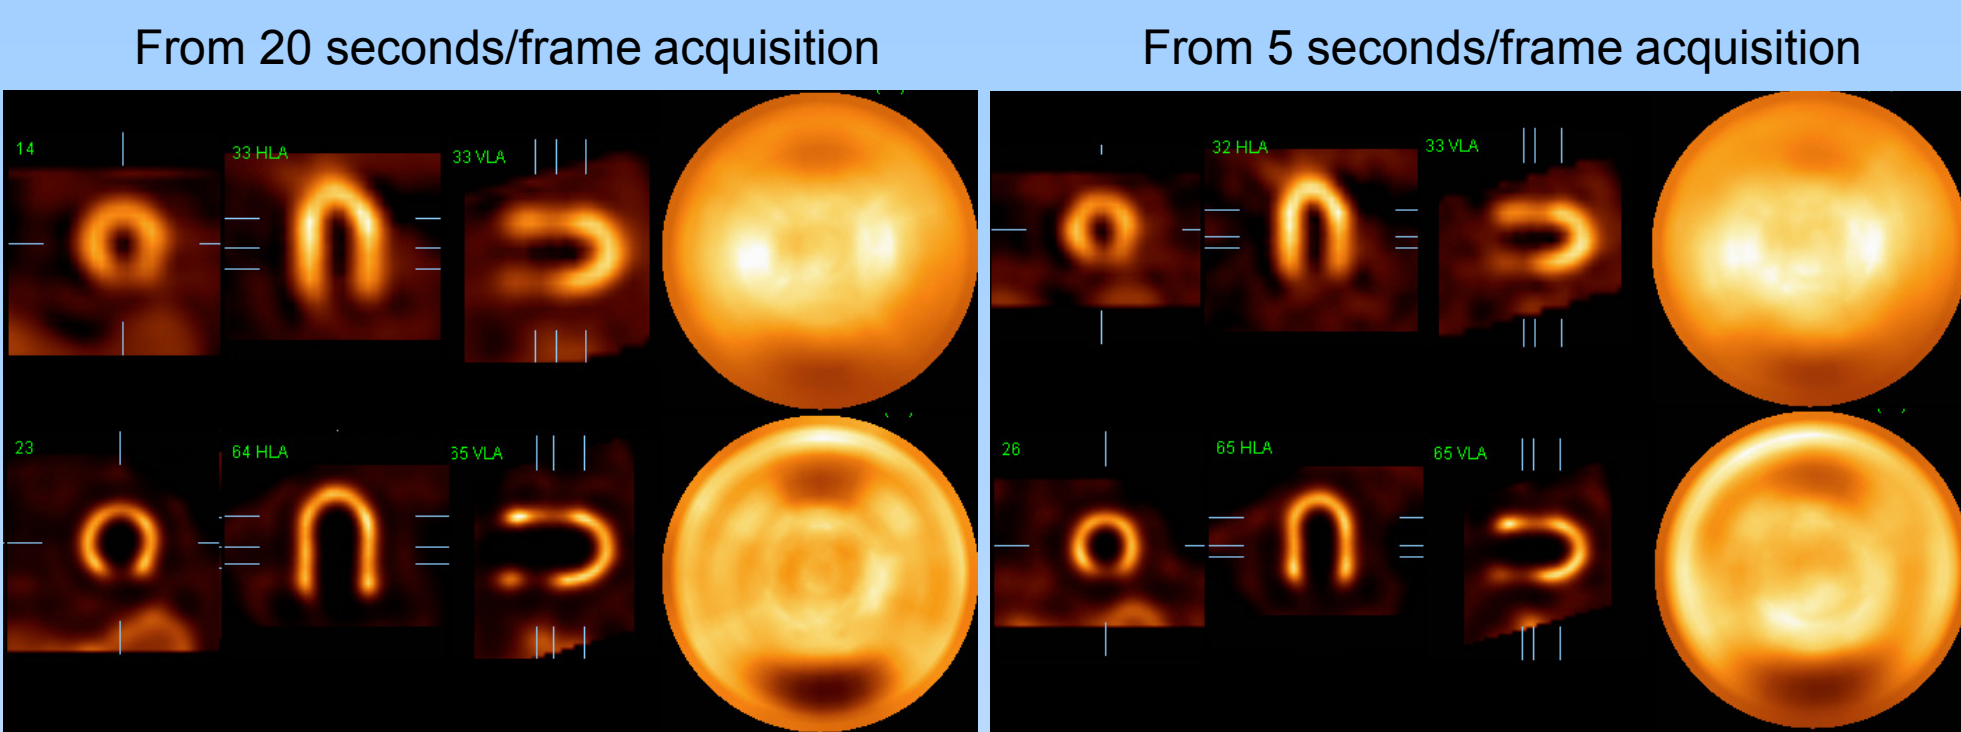 From 20 seconds/frame acquisition
From 5 seconds/frame acquisition
14
33 HLA
33 VLA
32 HLA
33 VLA
23
64 HLA
65 VLA
26
65 HLA
65 VLA